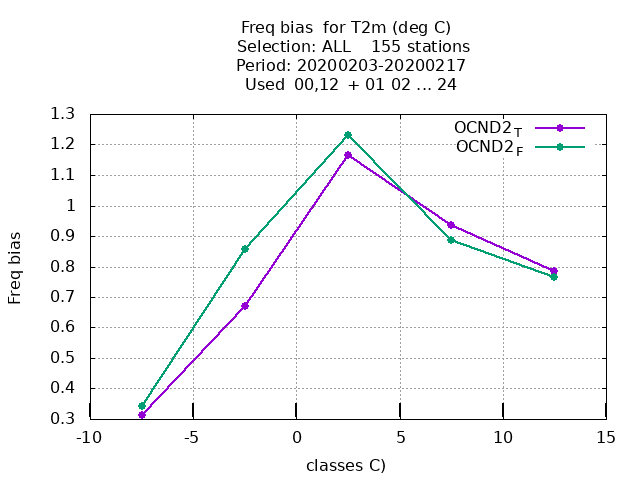 Freq bias  for T2m (deg C)
Selection: ALL    155 stations
Period: 20200203-20200217
Used  00,12  + 01 02 ... 24
OCND2T
OCND2F
1.3
1.2
1.1
1
0.9
0.8
0.7
0.6
0.5
0.4
0.3
Freq bias
-10 -5 0 5 10 15
classes C)